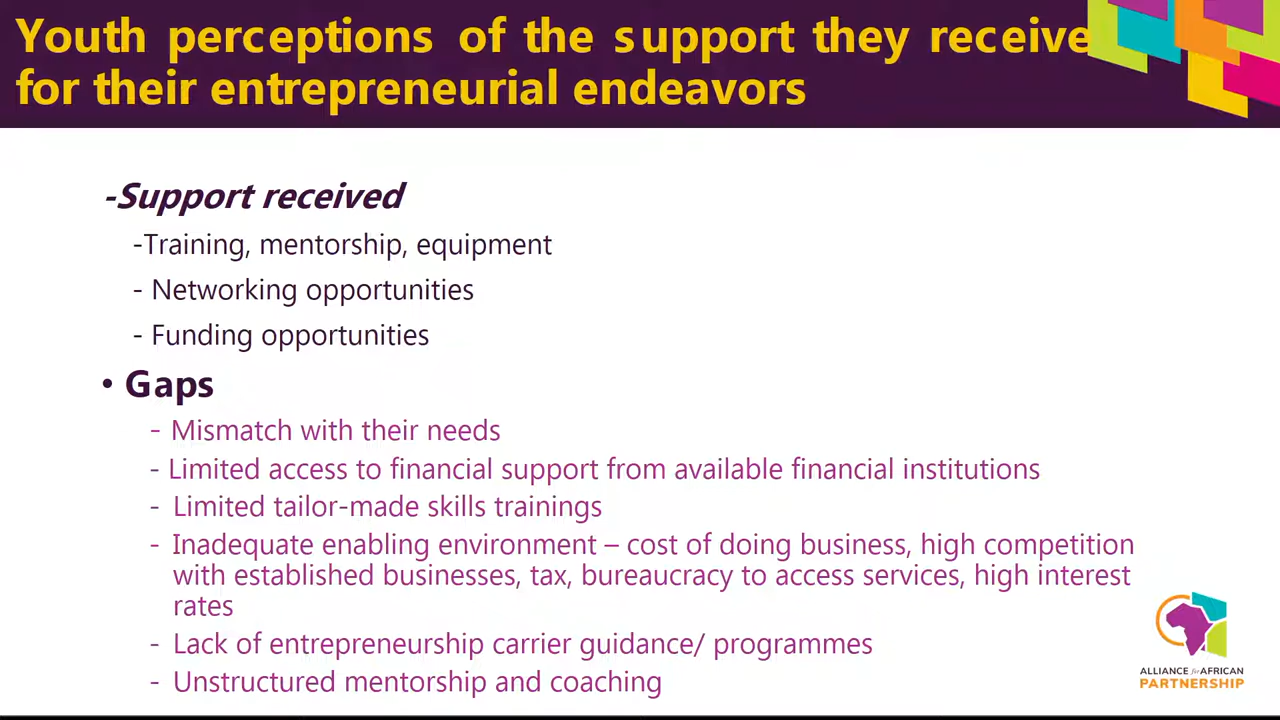 Youth perceptions of the support they receive
for their entrepreneurial endeavors
-Support received
-Training, mentorship, equipment
- Networking opportunities
- Funding opportunities
• Gaps
- Mismatch with their needs
- Limited access to financial support from available financial institutions
- Limited tailor-made skills trainings
- Inadequate enabling environment – cost of doing business, high competition
with established businesses, tax, bureaucracy to access services, high interest
rates
- Lack of entrepreneurship carrier guidance/ programmes
- Unstructured mentorship and coaching
ALLIANCE for AFRICAN
PARTNERSHIP